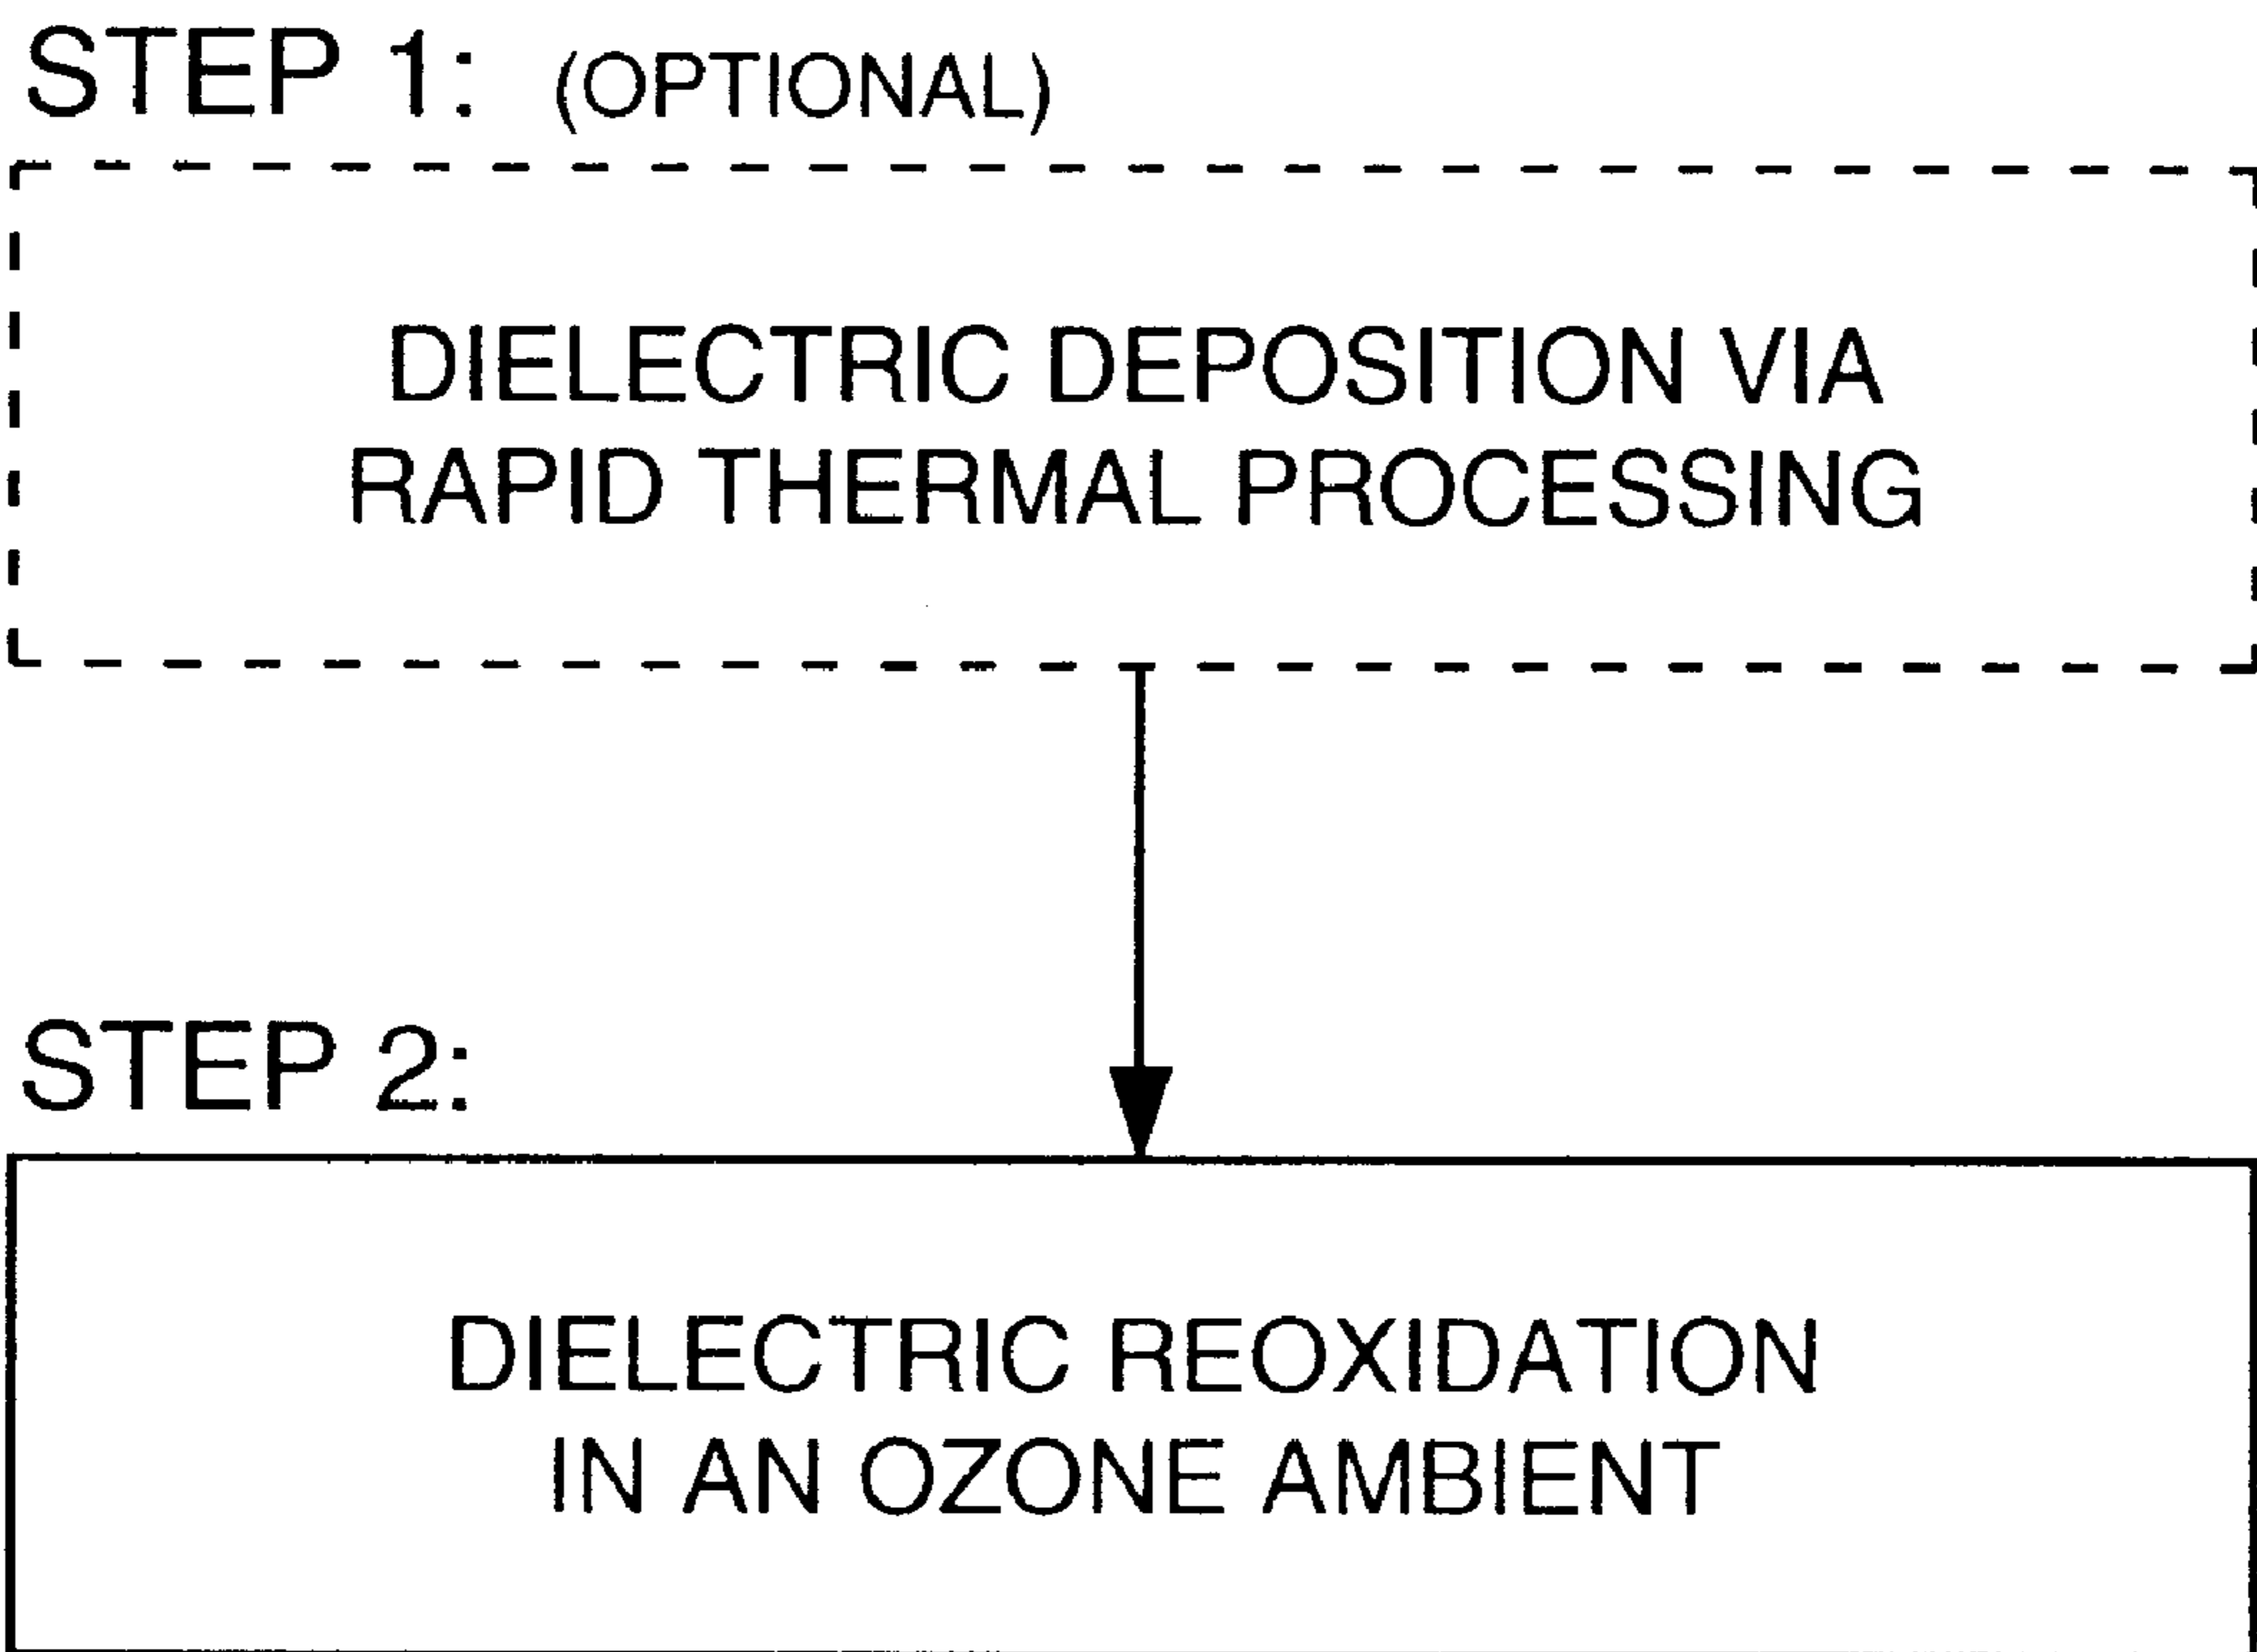 STEP 1: (OPTIONAL)
DIELECTRIC DEPOSITION VIA
RAPID THERMAL PROCESSING
STEP 2:
DIELECTRIC REOXIDATION
IN AN OZONE AMBIENT